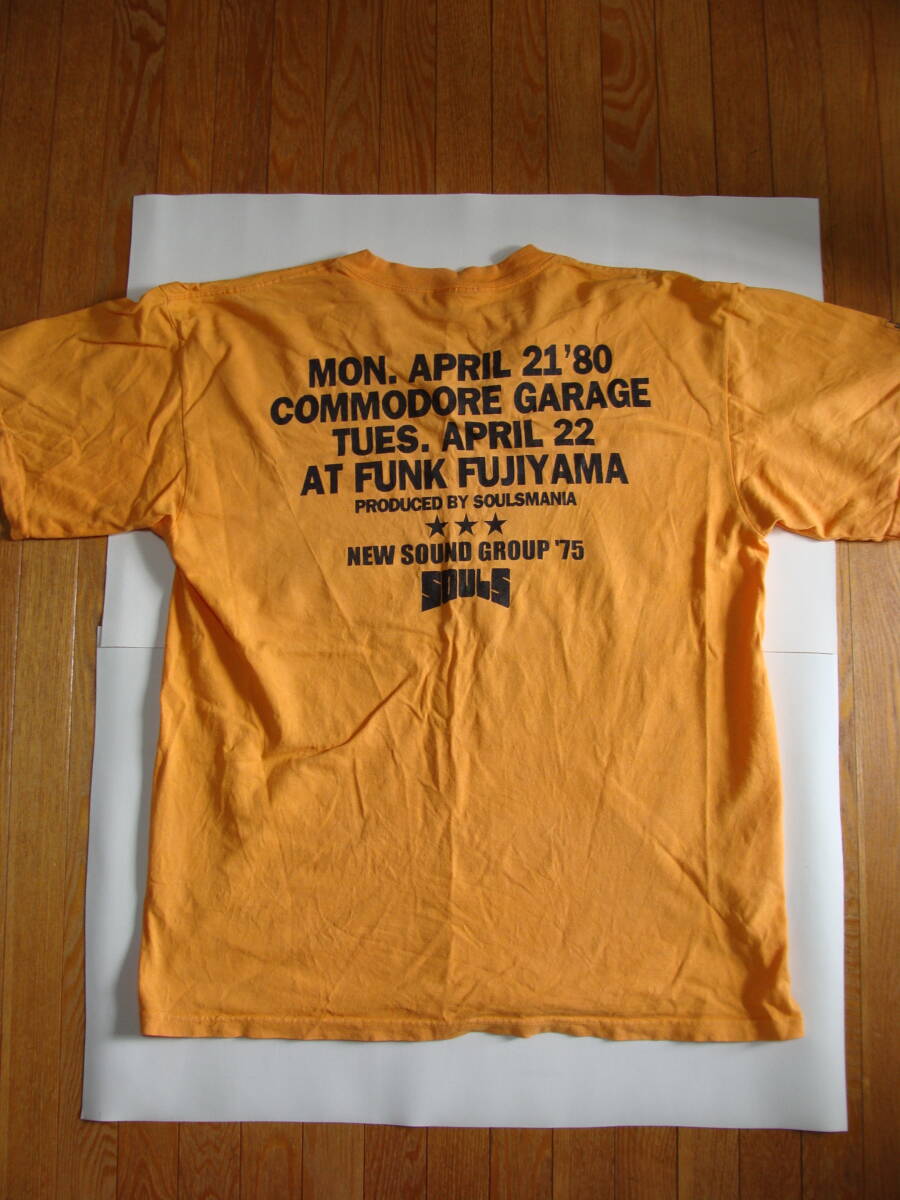 MON. APRIL 21 '80
COMMODORE GARAGE
TUES. APRIL 22
AT FUNK FUJIYAMA
PRODUCED BY SOULSMANIA
★★★
NEW SOUND GROUP '75
SOULS